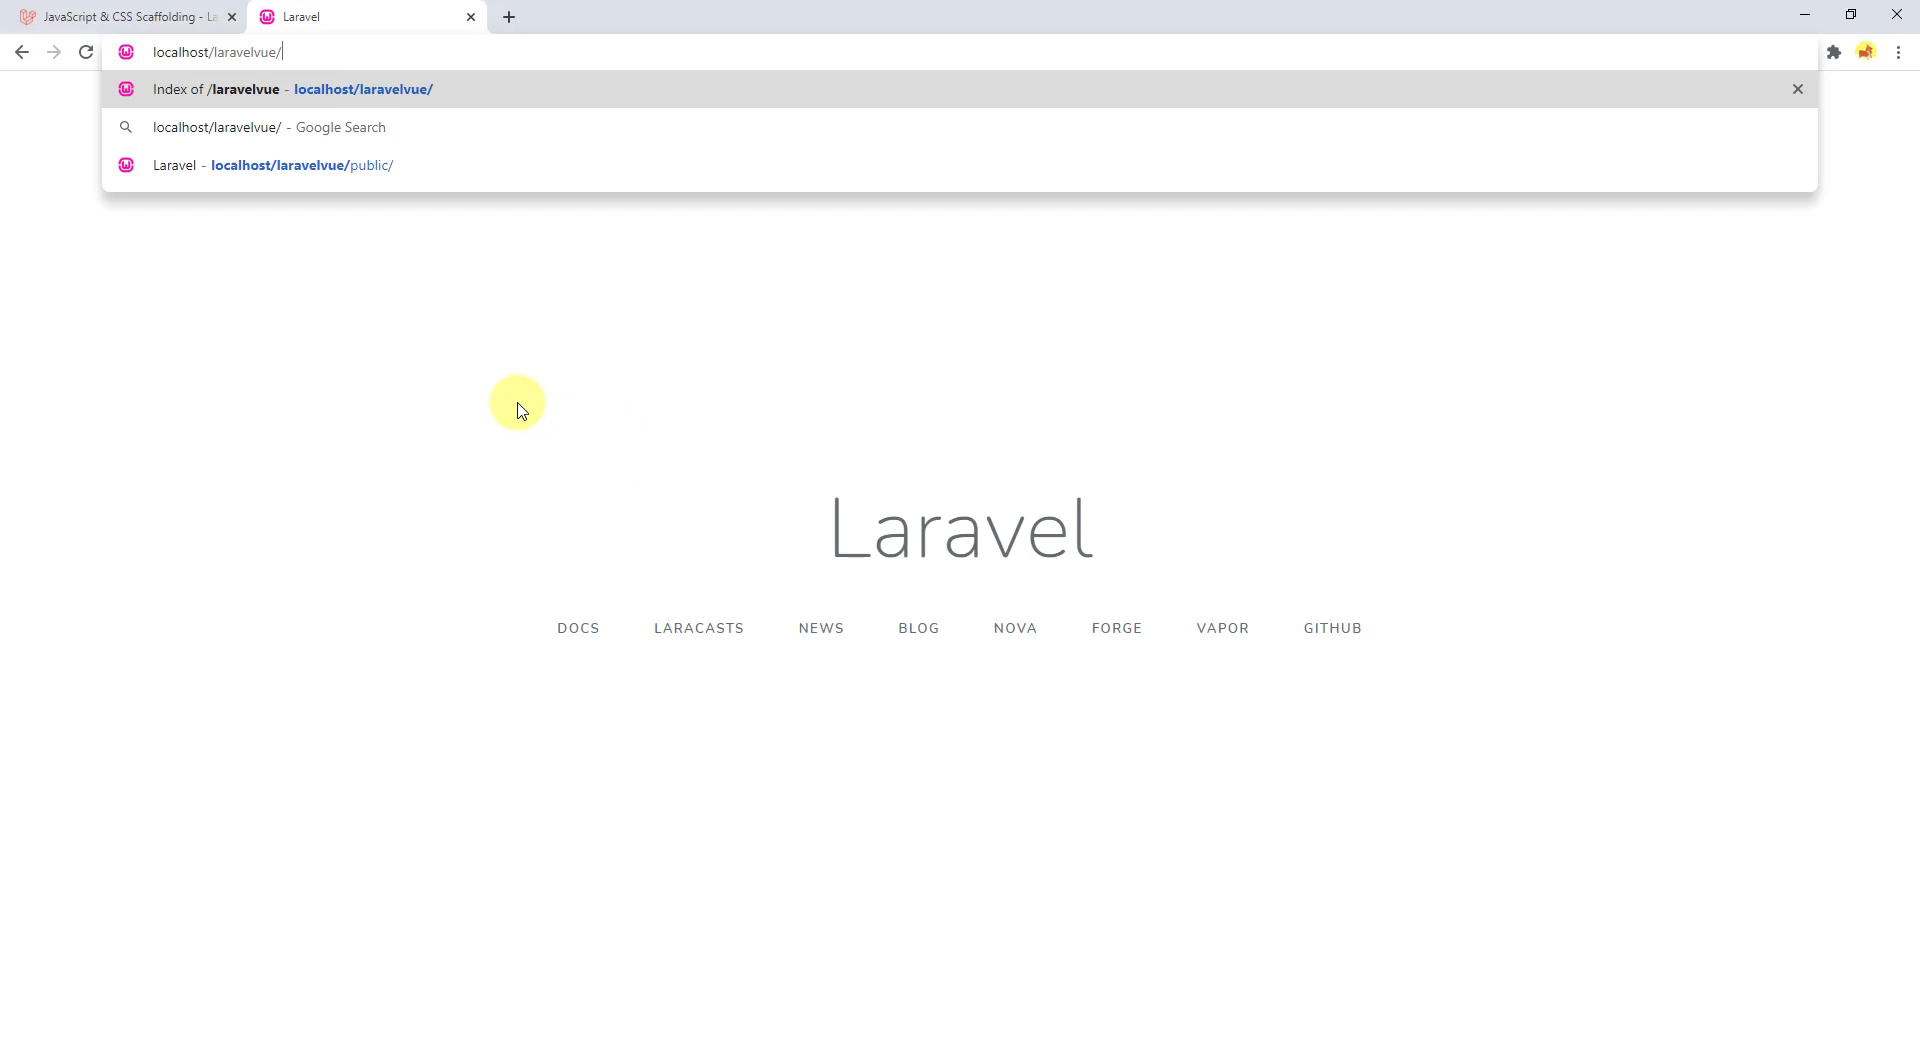 JavaScript & CSS Scaffolding - La
Laravel
localhost/laravelvue/
Index of /laravelvue - localhost/laravelvue/
localhost/laravelvue/ - Google Search
Laravel - localhost/laravelvue/public/
Laravel
DOCS LARACASTS NEWS BLOG NOVA FORGE VAPOR GITHUB